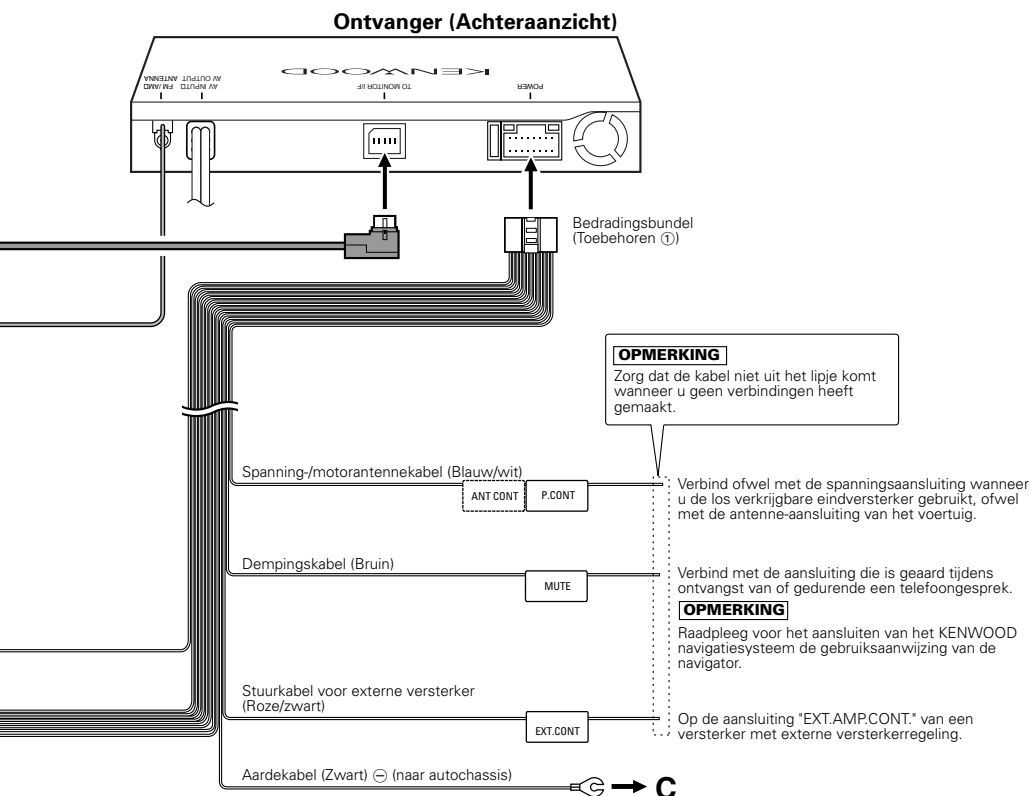 Ontvanger (Achteraanzicht)
FM/AMD
ANTENNA
AV INPUTD
AV OUTPUT
TO MONITOR I/F
KENWOOD
POWER
Bedradingsbundel
(Toebehoren ①)
OPMERKING
Zorg dat de kabel niet uit het lipje komt
wanneer u geen verbindingen heeft
gemaakt.
Spanning-/motorantennekabel (Blauw/wit)
ANT CONT
P.CONT
Verbind ofwel met de spanningsaansluiting wanneer
u de los verkrijgbare eindversterker gebruikt, ofwel
met de antenne-aansluiting van het voertuig.
Dempingskabel (Bruin)
MUTE
Verbind met de aansluiting die is geaard tijdens
ontvangst van of gedurende een telefoongesprek.
OPMERKING
Raadpleeg voor het aansluiten van het KENWOOD
navigatiesysteem de gebruiksaanwijzing van de
navigator.
Stuurkabel voor externe versterker
(Roze/zwart)
EXT.CONT
Op de aansluiting "EXT.AMP.CONT." van een
versterker met externe versterkerregeling.
Aardekabel (Zwart) ⊖ (naar autochassis)
C